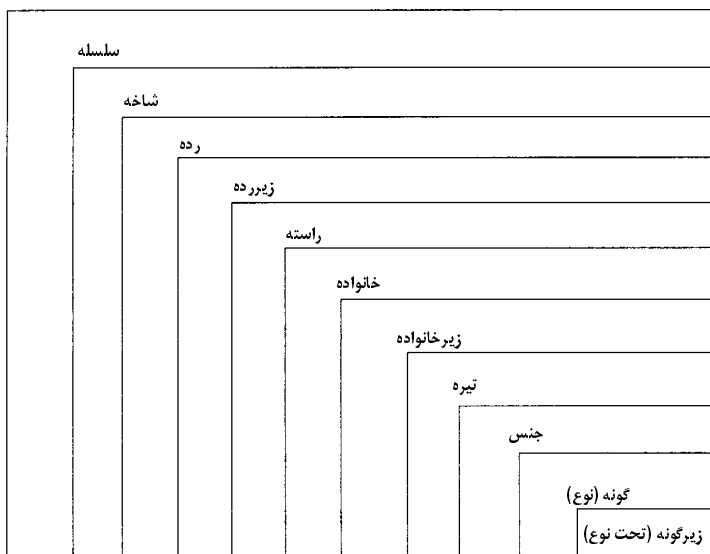 سلسله
شاخه
رده
زیررده
راسته
خانواده
زیرخانواده
تیره
جنس
گونه (نوع)
زیرگونه (تحت نوع)